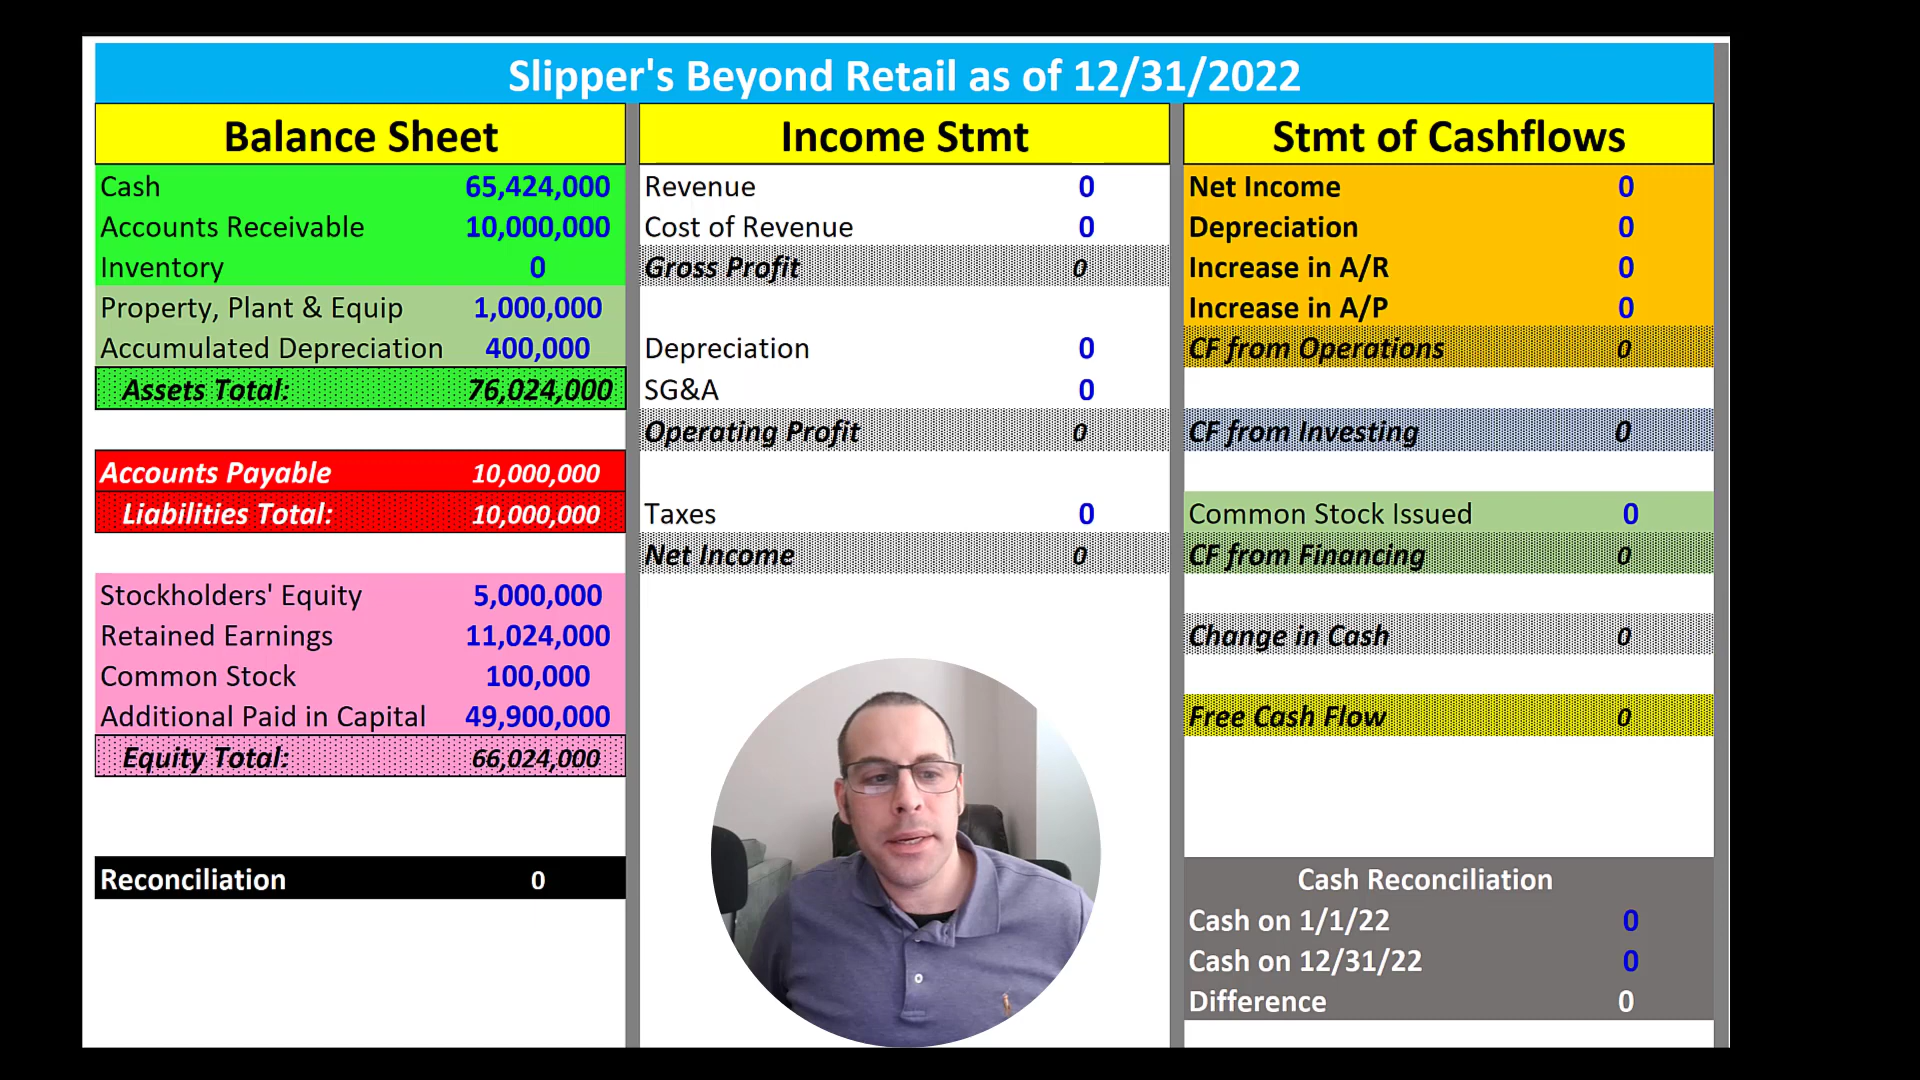 Slipper's Beyond Retail as of 12/31/2022
Balance Sheet
Cash 65,424,000
Accounts Receivable 10,000,000
Inventory 0
Property, Plant & Equip 1,000,000
Accumulated Depreciation 400,000
Assets Total: 76,024,000
Accounts Payable 10,000,000
Liabilities Total: 10,000,000
Stockholders' Equity 5,000,000
Retained Earnings 11,024,000
Common Stock 100,000
Additional Paid in Capital 49,900,000
Equity Total: 66,024,000
Reconciliation 0
Income Stmt
Revenue 0
Cost of Revenue 0
Gross Profit 0
Depreciation 0
SG&A 0
Operating Profit 0
Taxes 0
Net Income 0
Stmt of Cashflows
Net Income 0
Depreciation 0
Increase in A/R 0
Increase in A/P 0
CF from Operations 0
CF from Investing 0
Common Stock Issued 0
CF from Financing 0
Change in Cash 0
Free Cash Flow 0
Cash Reconciliation
Cash on 1/1/22 0
Cash on 12/31/22 0
Difference 0